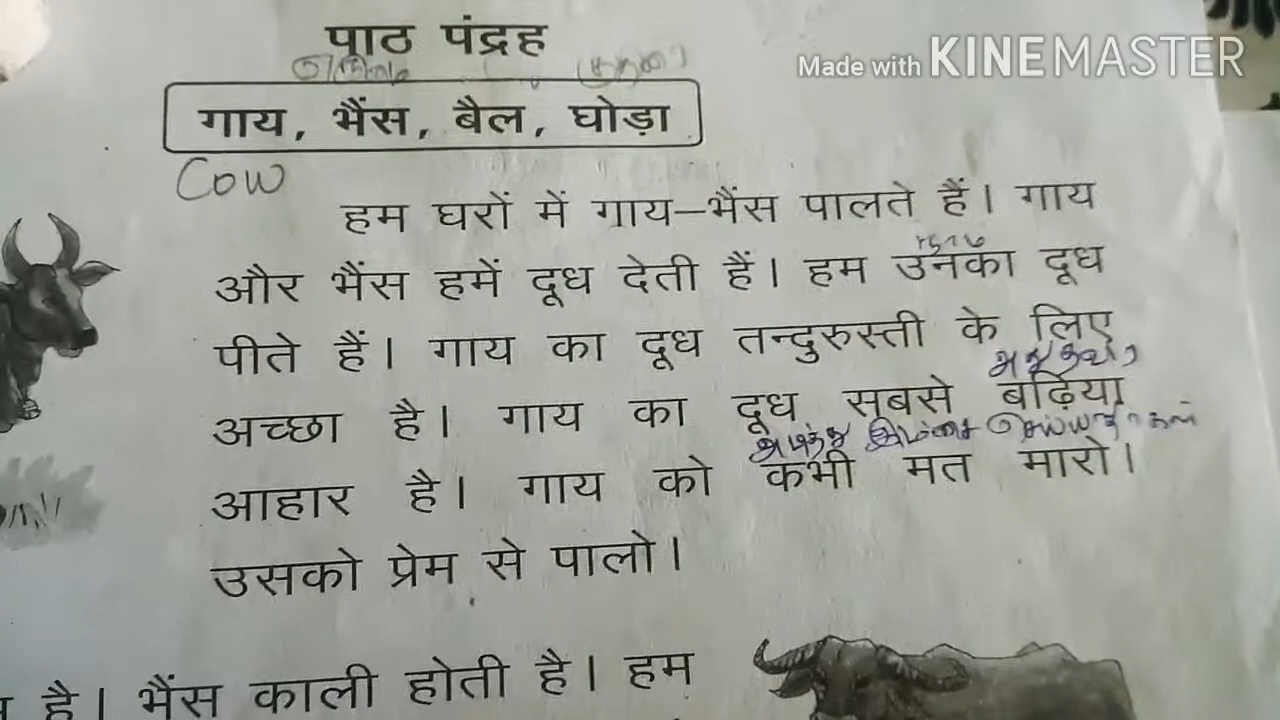 पाठ पंद्रह
Made with KINEMASTER
गाय, भैंस, बैल, घोड़ा
Cow
हम घरों में गाय–भैंस पालते हैं। गाय
और भैंस हमें दूध देती हैं। हम उनका दूध
पीते हैं। गाय का दूध तन्दुरुस्ती के लिए
अच्छा है। गाय का दूध सबसे बढ़िया
आहार है। गाय को कभी मत मारो।
उसको प्रेम से पालो।
है। भैंस काली होती है। हम